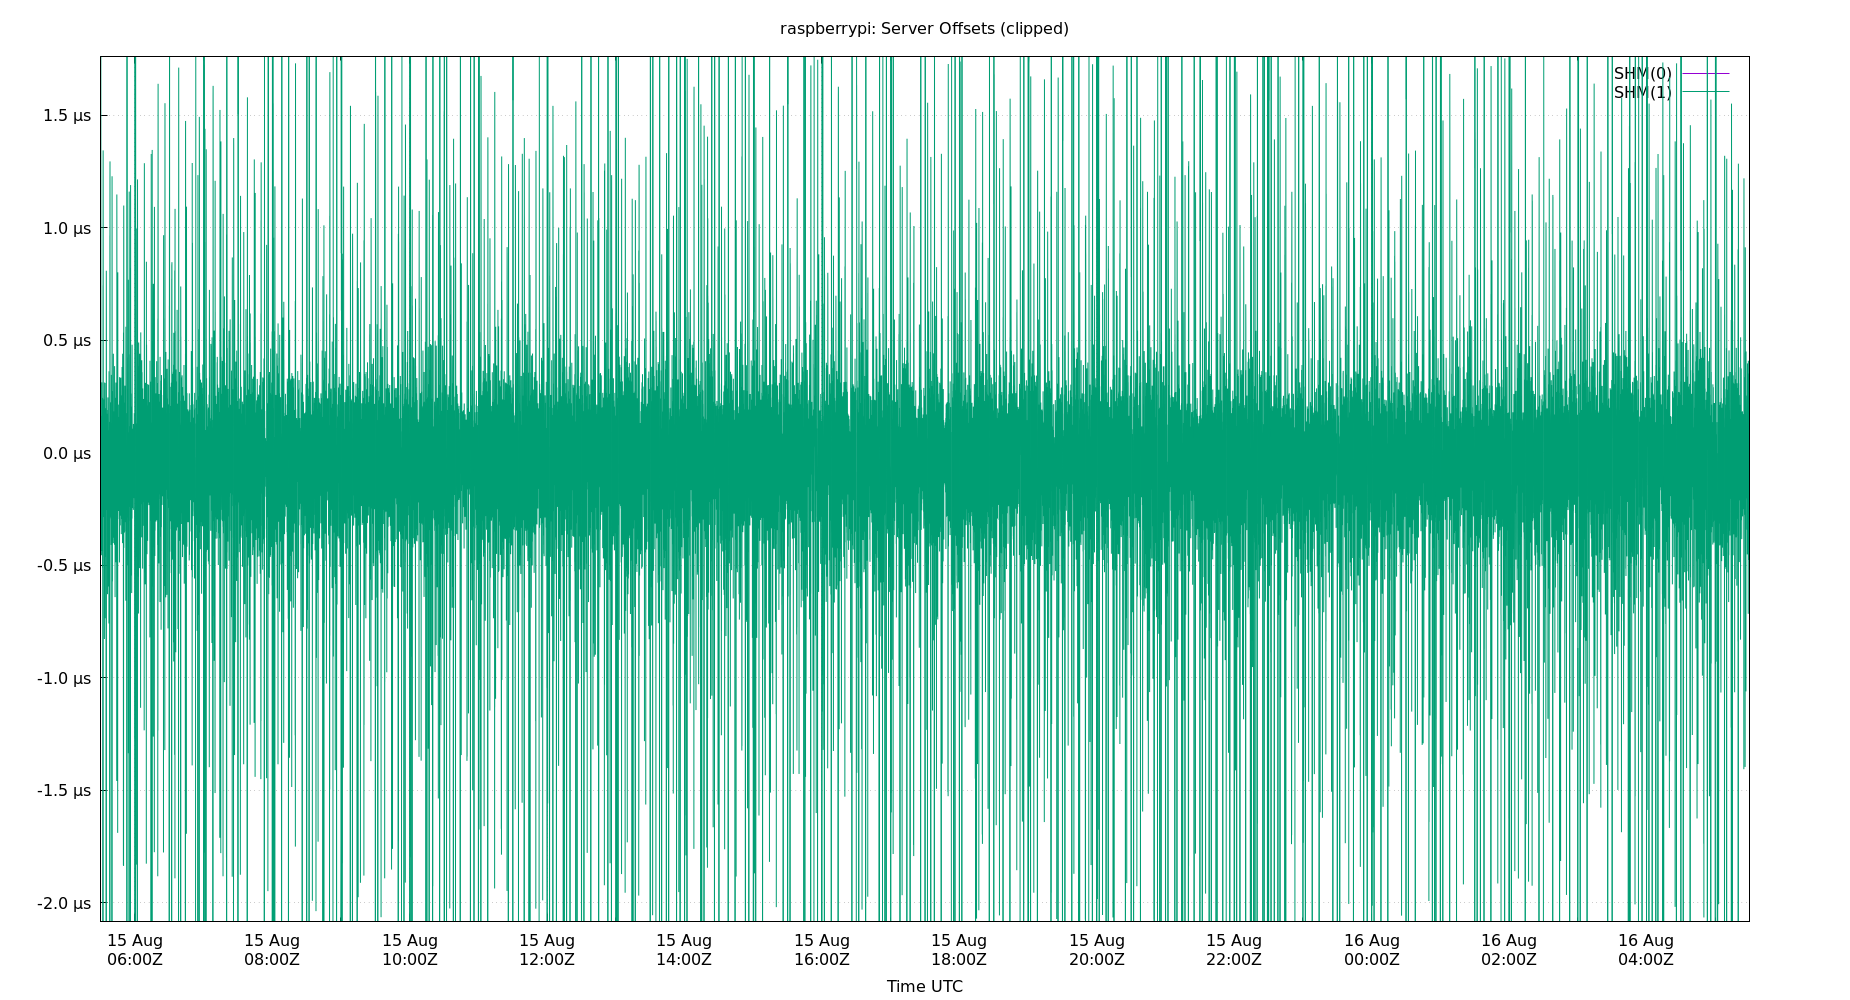 raspberrypi: Server Offsets (clipped)
SHM(0)
SHM(1)
1.5 µs
1.0 µs
0.5 µs
0.0 µs
-0.5 µs
-1.0 µs
-1.5 µs
-2.0 µs
15 Aug 15 Aug 15 Aug 15 Aug 15 Aug 15 Aug 15 Aug 15 Aug 15 Aug 16 Aug 16 Aug 16 Aug
06:00Z 08:00Z 10:00Z 12:00Z 14:00Z 16:00Z 18:00Z 20:00Z 22:00Z 00:00Z 02:00Z 04:00Z
Time UTC